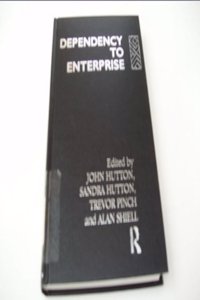 DEPENDENCY
TO
ENTERPRISE
Edited by
JOHN HUTTON,
SANDRA HUTTON,
TREVOR PINCH
and ALAN SHIELL
R